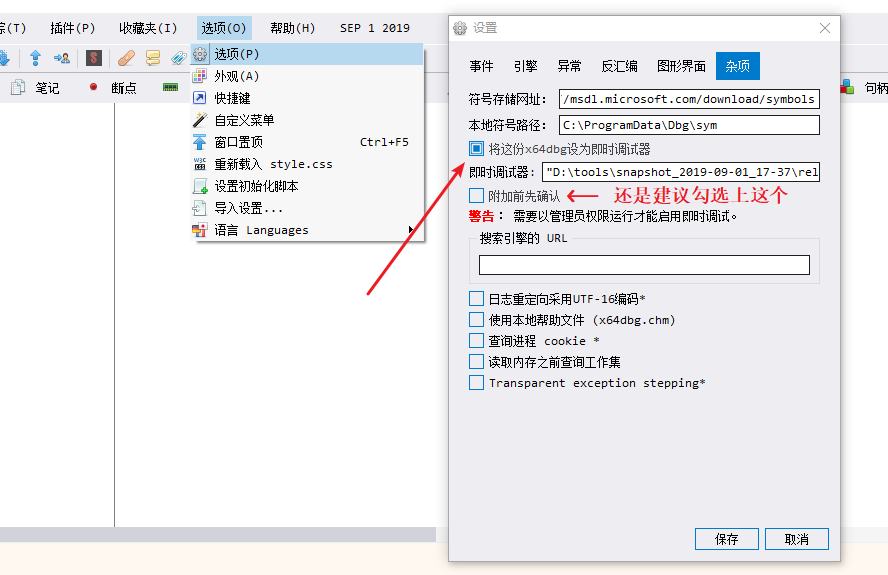 踪(T) 插件(P) 收藏夹(I) 选项(O) 帮助(H) SEP 1 2019
笔记 断点
选项(P)
外观(A)
快捷键
自定义菜单
窗口置顶 Ctrl+F5
重新载入 style.css
设置初始化脚本
导入设置...
语言 Languages
设置
事件 引擎 异常 反汇编 图形界面 杂项
符号存储网址: /msdl.microsoft.com/download/symbols
本地符号路径: C:\ProgramData\Dbg\sym
将这份x64dbg设为即时调试器
即时调试器: "D:\tools\snapshot_2019-09-01_17-37\rel
附加前先确认 还是建议勾选上这个
警告: 需要以管理员权限运行才能启用即时调试。
搜索引擎的 URL
日志重定向采用UTF-16编码*
使用本地帮助文件 (x64dbg.chm)
查询进程 cookie *
读取内存之前查询工作集
Transparent exception stepping*
保存 取消
句柄